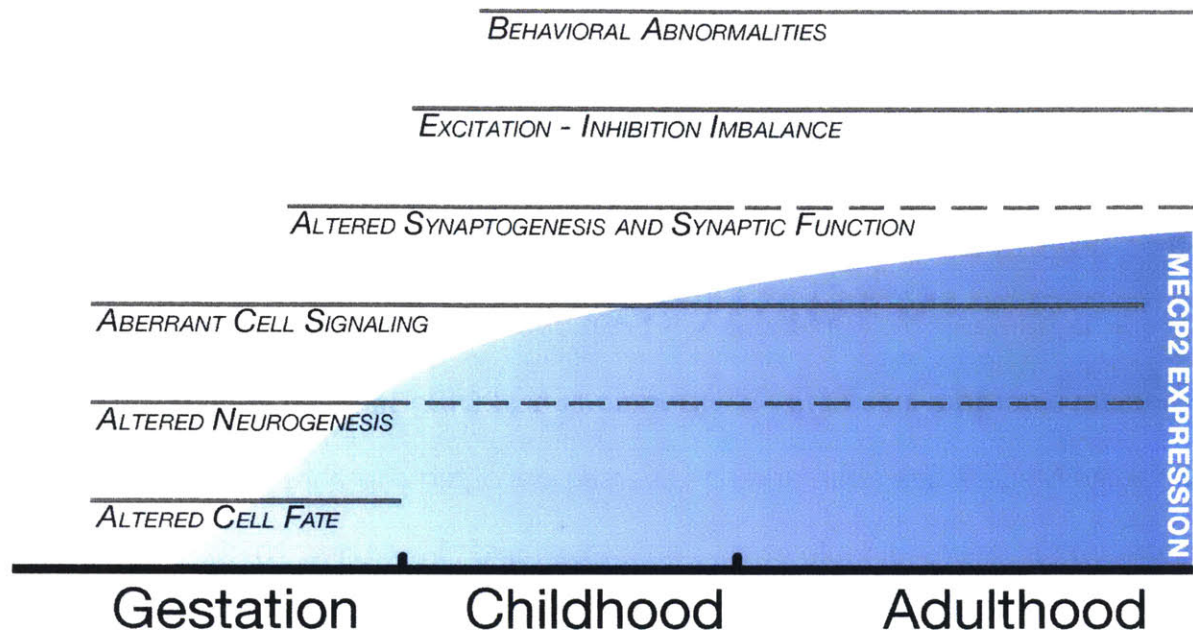 BEHAVIORAL ABNORMALITIES
EXCITATION - INHIBITION IMBALANCE
ALTERED SYNAPTOGENESIS AND SYNAPTIC FUNCTION
ABERRANT CELL SIGNALING
ALTERED NEUROGENESIS
ALTERED CELL FATE
MECP2 EXPRESSION
Gestation
Childhood
Adulthood